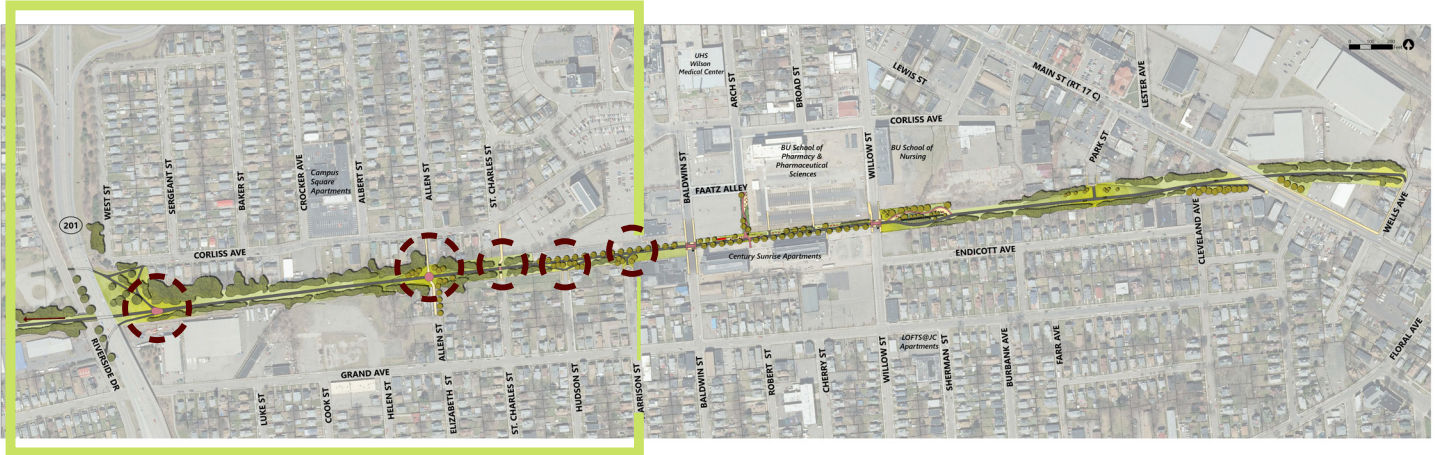 UHS
Wilson
Medical Center
ARCH ST
BROAD ST
LEWIS ST
MAIN ST (RT 17 C)
LESTER AVE
CORLISS AVE
PARK ST
WEST ST
SERGEANT ST
BAKER ST
CROCKER AVE
Campus
Square
Apartments
ALBERT ST
ALLEN ST
ST. CHARLES ST
BALDWIN ST
FAATZ ALLEY
BU School of
Pharmacy &
Pharmaceutical
Sciences
WILLOW ST
BU School of
Nursing
201
CORLISS AVE
Century Sunrise Apartments
ENDICOTT AVE
CLEVELAND AVE
WELLS AVE
RIVERSIDE DR
ALLEN ST
GRAND AVE
LUKE ST
COOK ST
HELEN ST
ELIZABETH ST
ST. CHARLES ST
HUDSON ST
ARRISON ST
BALDWIN ST
ROBERT ST
CHERRY ST
WILLOW ST
LOFTS@JC
Apartments
SHERMAN ST
BURBANK AVE
FARR AVE
FLORAL AVE